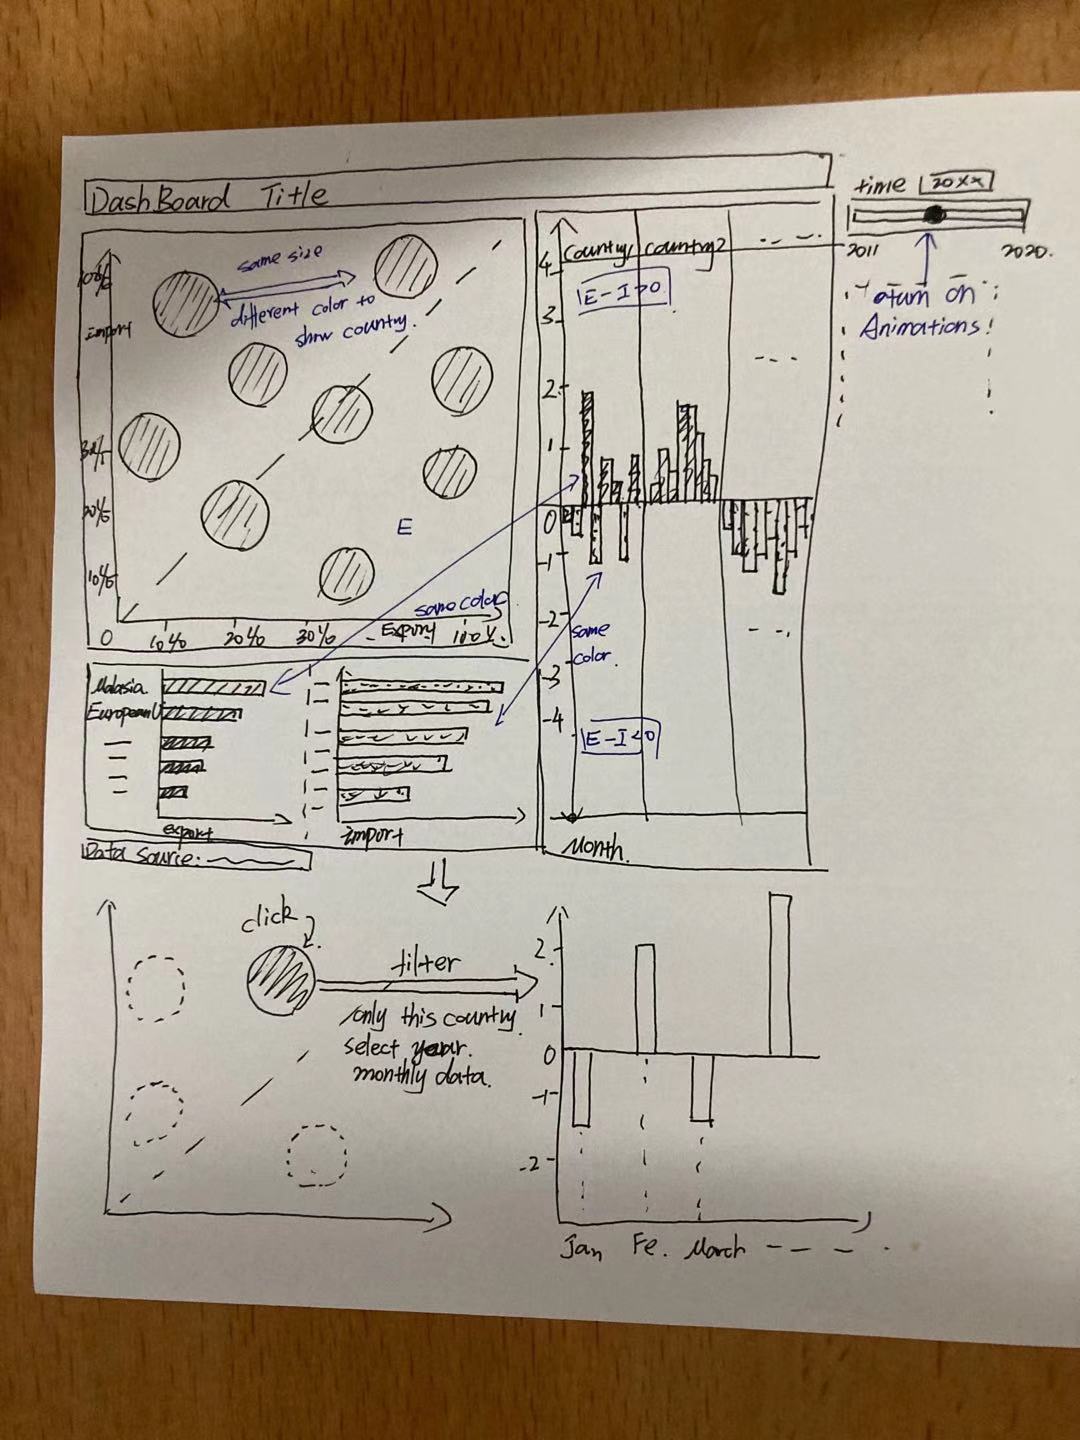 DashBoard Title
time 20xx
2011 2020.
aturn on
Animations!
100%
import
30%
20%
10%
0
10% 20% 30% Export 100%
same size
different color to
show country.
E
same color
Country1 country2
E-I>0
4
3
2
1
0
-1
-2
-3
-4
same
color.
E-I<0
Month.
Malasia.
EuropeanU
export
import
Data Source:
click
filter
only this country
select year.
monthly data.
2
1
0
-1
-2
Jan Fe. March